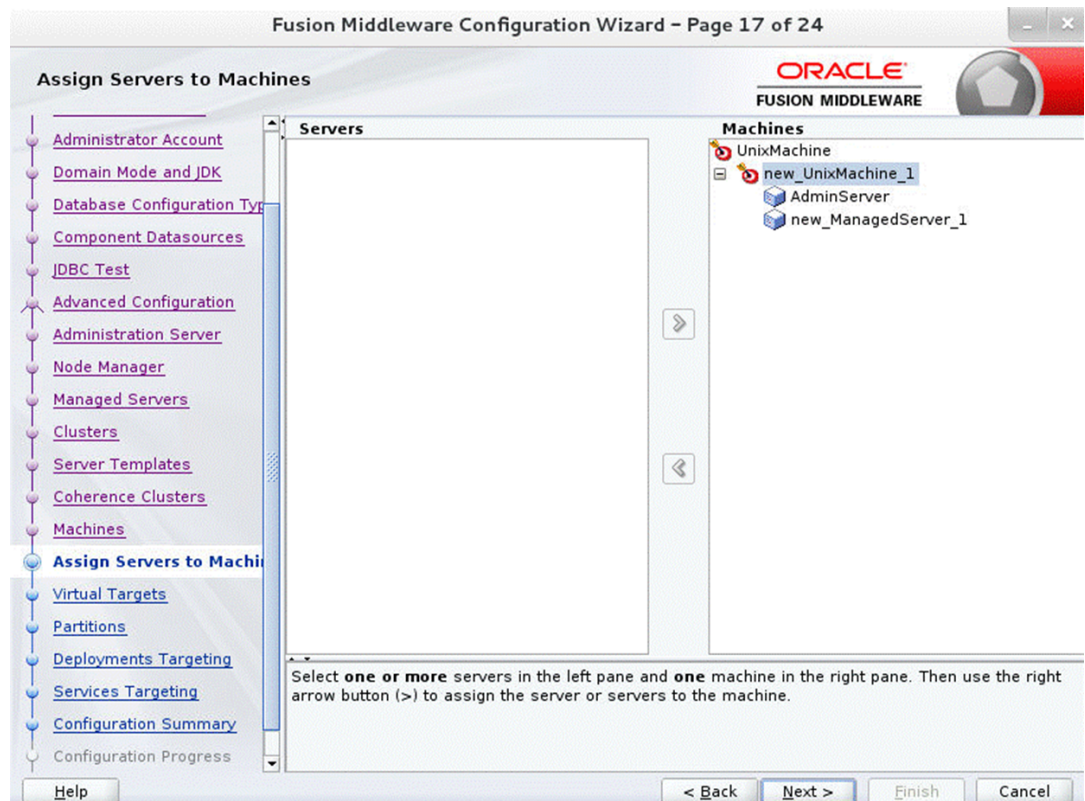 Fusion Middleware Configuration Wizard – Page 17 of 24
Assign Servers to Machines
ORACLE
FUSION MIDDLEWARE
Administrator Account
Domain Mode and JDK
Database Configuration Typ
Component Datasources
JDBC Test
Advanced Configuration
Administration Server
Node Manager
Managed Servers
Clusters
Server Templates
Coherence Clusters
Machines
Assign Servers to Machin
Virtual Targets
Partitions
Deployments Targeting
Services Targeting
Configuration Summary
Configuration Progress
Servers
Machines
UnixMachine
new_UnixMachine_1
AdminServer
new_ManagedServer_1
Select one or more servers in the left pane and one machine in the right pane. Then use the right
arrow button (>) to assign the server or servers to the machine.
Help
< Back
Next >
Finish
Cancel